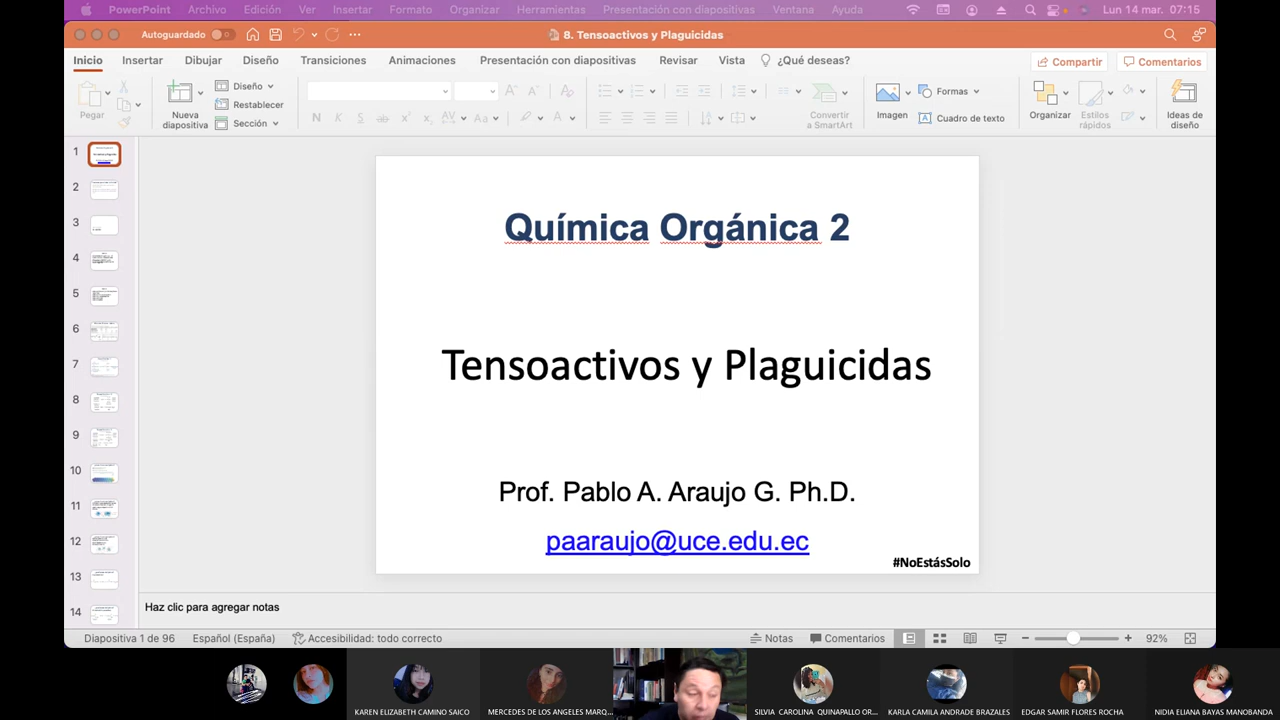 PowerPoint Archivo Edición Ver Insertar Formato Organizar Herramientas Presentación con diapositivas Ventana Ayuda Lun 14 mar. 07:15
Autoguardado 8. Tensoactivos y Plaguicidas
Inicio Insertar Dibujar Diseño Transiciones Animaciones Presentación con diapositivas Revisar Vista ¿Qué deseas? Compartir Comentarios
Pegar Nueva diapositiva Diseño Restablecer Sección Convertir a SmartArt Imagen Formas Cuadro de texto Organizar Estilos rápidos Ideas de diseño
1
2
3
4
5
6
7
8
9
10
11
12
13
14
Química Orgánica 2
Tensoactivos y Plaguicidas
Prof. Pablo A. Araujo G. Ph.D.
paaraujo@uce.edu.ec
#NoEstásSolo
Haz clic para agregar notas
Diapositiva 1 de 96 Español (España) Accesibilidad: todo correcto Notas Comentarios 92%
KAREN ELIZABETH CAMINO SAICO MERCEDES DE LOS ANGELES MARQ... SILVIA CAROLINA QUINAPALLO OR... KARLA CAMILA ANDRADE BRAZALES EDGAR SAMIR FLORES ROCHA NIDIA ELIANA BAYAS MANOBANDA